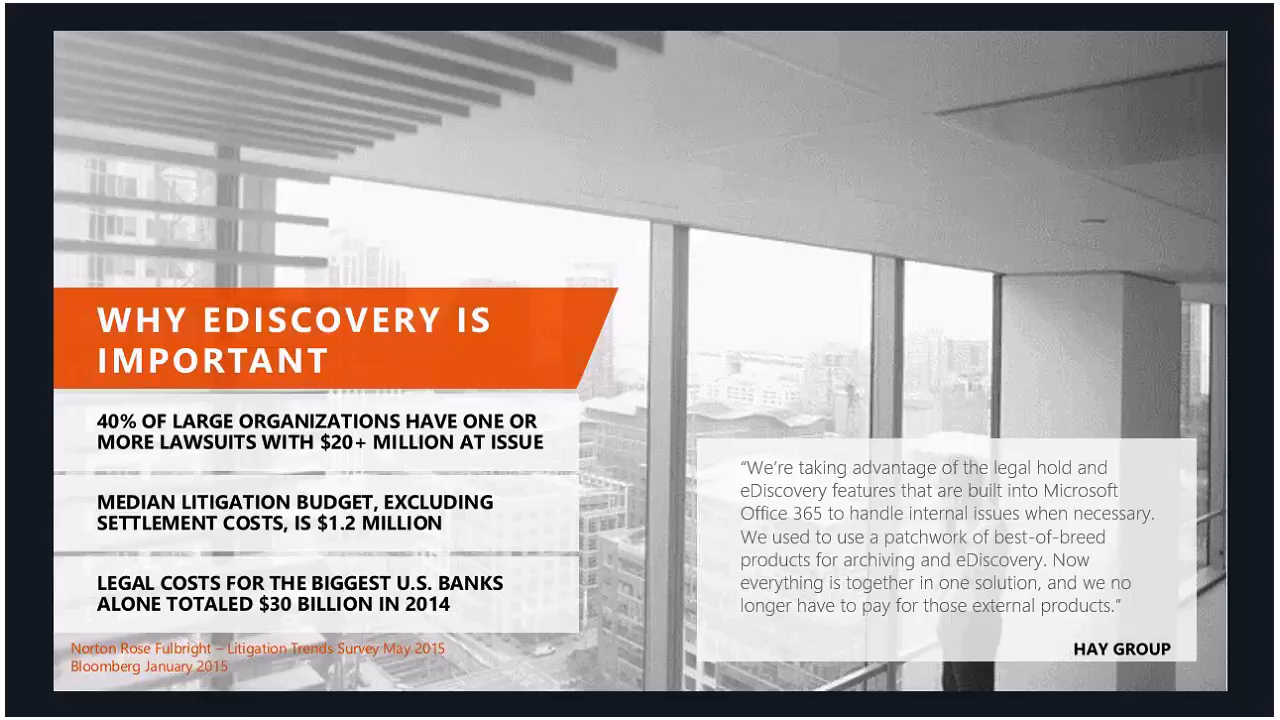 WHY EDISCOVERY IS
IMPORTANT
40% OF LARGE ORGANIZATIONS HAVE ONE OR
MORE LAWSUITS WITH $20+ MILLION AT ISSUE
MEDIAN LITIGATION BUDGET, EXCLUDING
SETTLEMENT COSTS, IS $1.2 MILLION
LEGAL COSTS FOR THE BIGGEST U.S. BANKS
ALONE TOTALED $30 BILLION IN 2014
Norton Rose Fulbright – Litigation Trends Survey May 2015
Bloomberg January 2015
“We’re taking advantage of the legal hold and
eDiscovery features that are built into Microsoft
Office 365 to handle internal issues when necessary.
We used to use a patchwork of best-of-breed
products for archiving and eDiscovery. Now
everything is together in one solution, and we no
longer have to pay for those external products.”
HAY GROUP